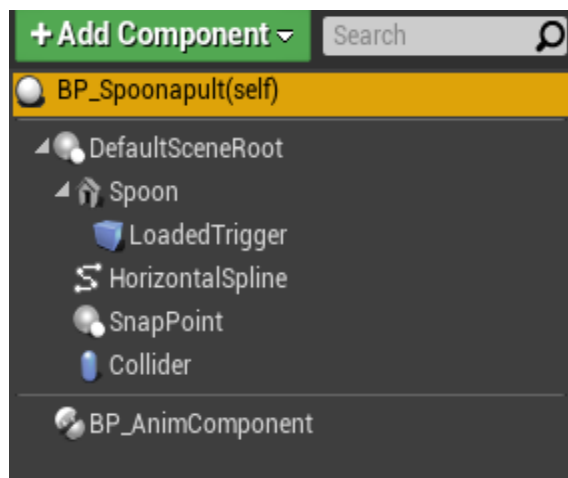 + Add Component Search
BP_Spoonapult(self)
DefaultSceneRoot
Spoon
LoadedTrigger
HorizontalSpline
SnapPoint
Collider
BP_AnimComponent